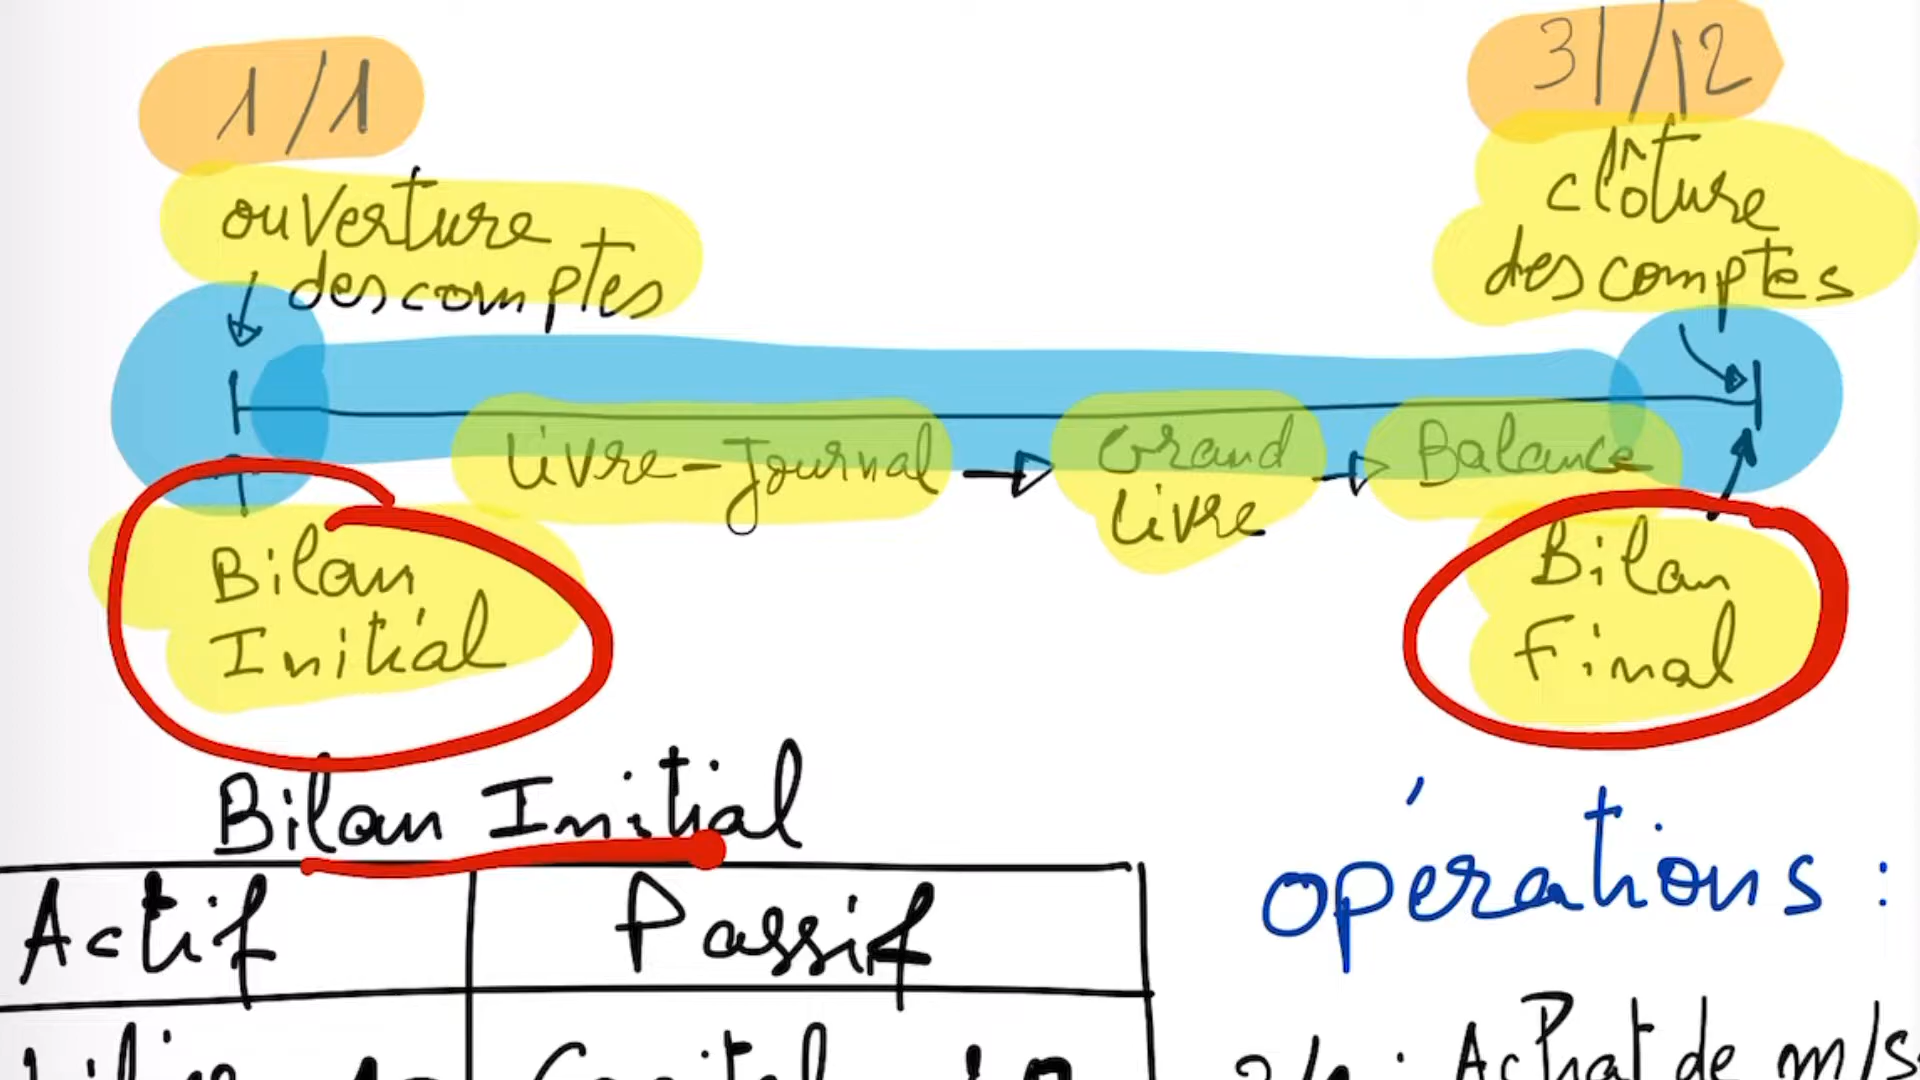 1/1
31/12
ouverture
des comptes
clôture
des comptes
Livre-Journal → Grand
Livre → Balance
Bilan
Initial
Bilan
Final
Bilan Initial
Actif Passif
opérations :
Capital
Achat de m/s